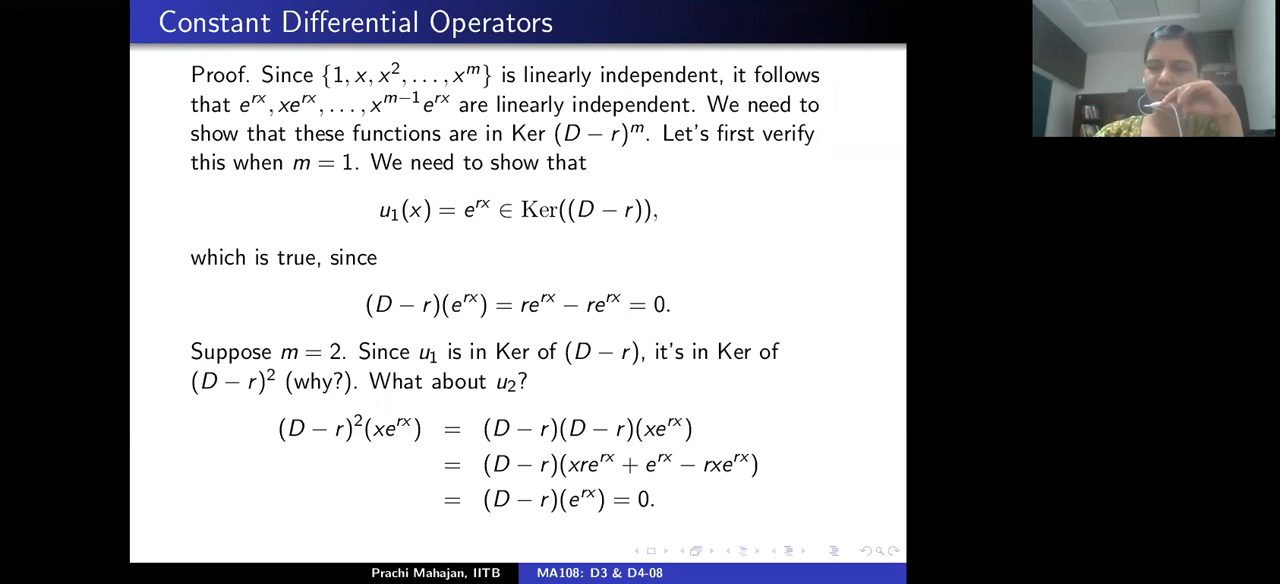 Constant Differential Operators
Proof. Since {1, x, x², . . . , xᵐ} is linearly independent, it follows
that eʳˣ, xeʳˣ, . . . , xᵐ⁻¹eʳˣ are linearly independent. We need to
show that these functions are in Ker (D − r)ᵐ. Let's first verify
this when m = 1. We need to show that
u₁(x) = eʳˣ ∈ Ker((D − r)),
which is true, since
(D − r)(eʳˣ) = reʳˣ − reʳˣ = 0.
Suppose m = 2. Since u₁ is in Ker of (D − r), it's in Ker of
(D − r)² (why?). What about u₂?
(D − r)²(xeʳˣ) = (D − r)(D − r)(xeʳˣ)
= (D − r)(xreʳˣ + eʳˣ − rxeʳˣ)
= (D − r)(eʳˣ) = 0.
Prachi Mahajan, IITB MA108: D3 & D4-08